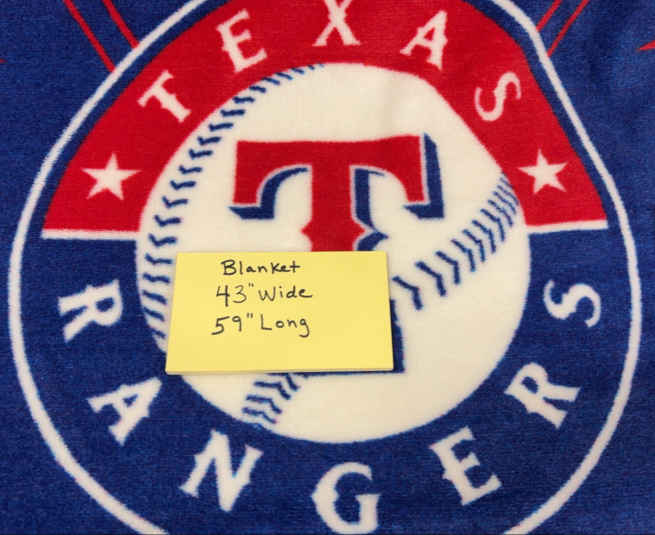 TEXAS
T
Blanket
43" Wide
59" Long
RANGERS